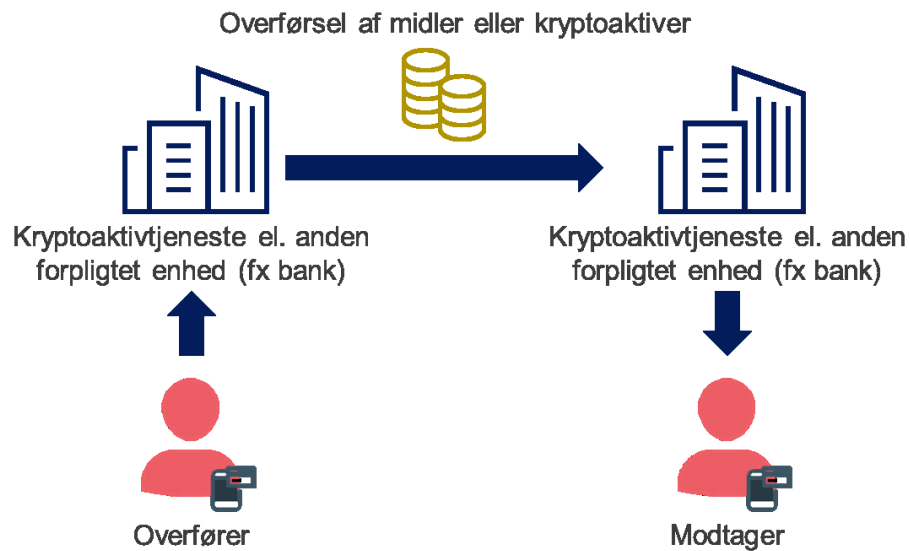 Overførsel af midler eller kryptoaktiver
Kryptoaktivtjeneste el. anden
forpligtet enhed (fx bank)
Kryptoaktivtjeneste el. anden
forpligtet enhed (fx bank)
Overfører
Modtager